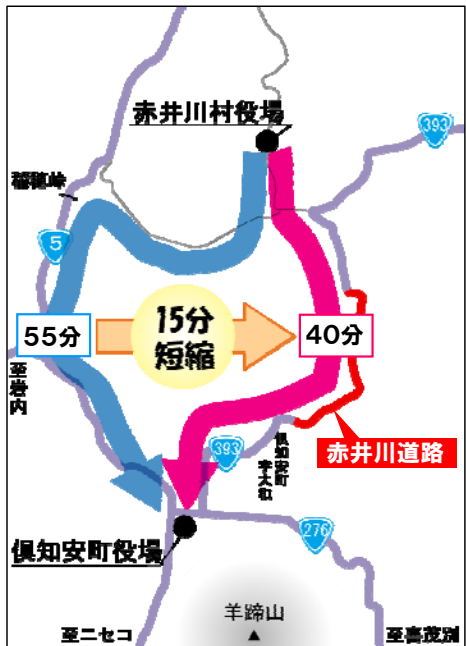 赤井川村役場
393
稲穂峠
5
15分
短縮
55分
40分
至岩内
393
倶知安町
字大和
赤井川道路
倶知安町役場
276
羊蹄山
▲
至ニセコ
至喜茂別